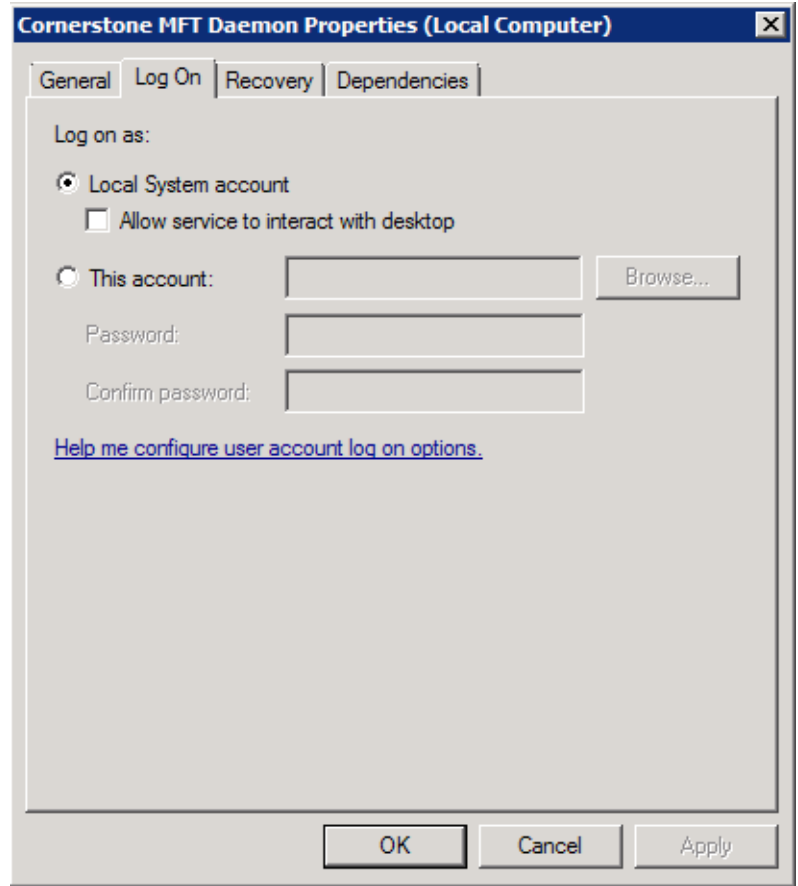 Cornerstone MFT Daemon Properties (Local Computer)
General Log On Recovery Dependencies
Log on as:
Local System account
Allow service to interact with desktop
This account: Browse...
Password:
Confirm password:
Help me configure user account log on options.
OK Cancel Apply